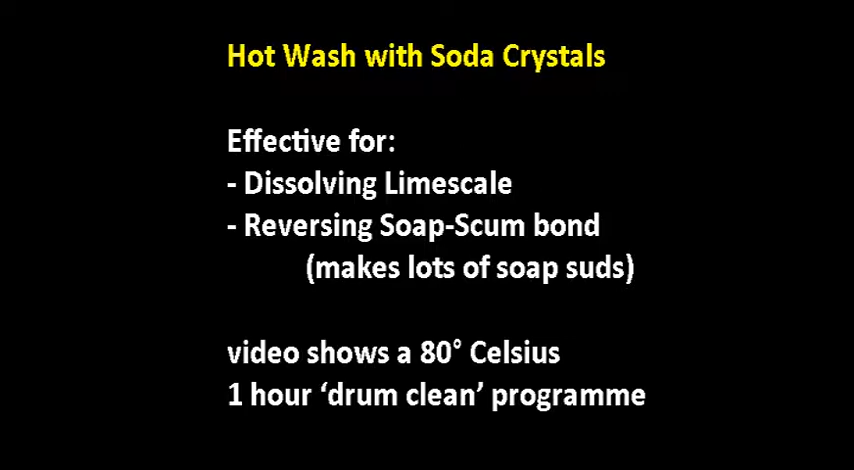 Hot Wash with Soda Crystals
Effective for:
- Dissolving Limescale
- Reversing Soap-Scum bond
(makes lots of soap suds)
video shows a 80° Celsius
1 hour ‘drum clean’ programme